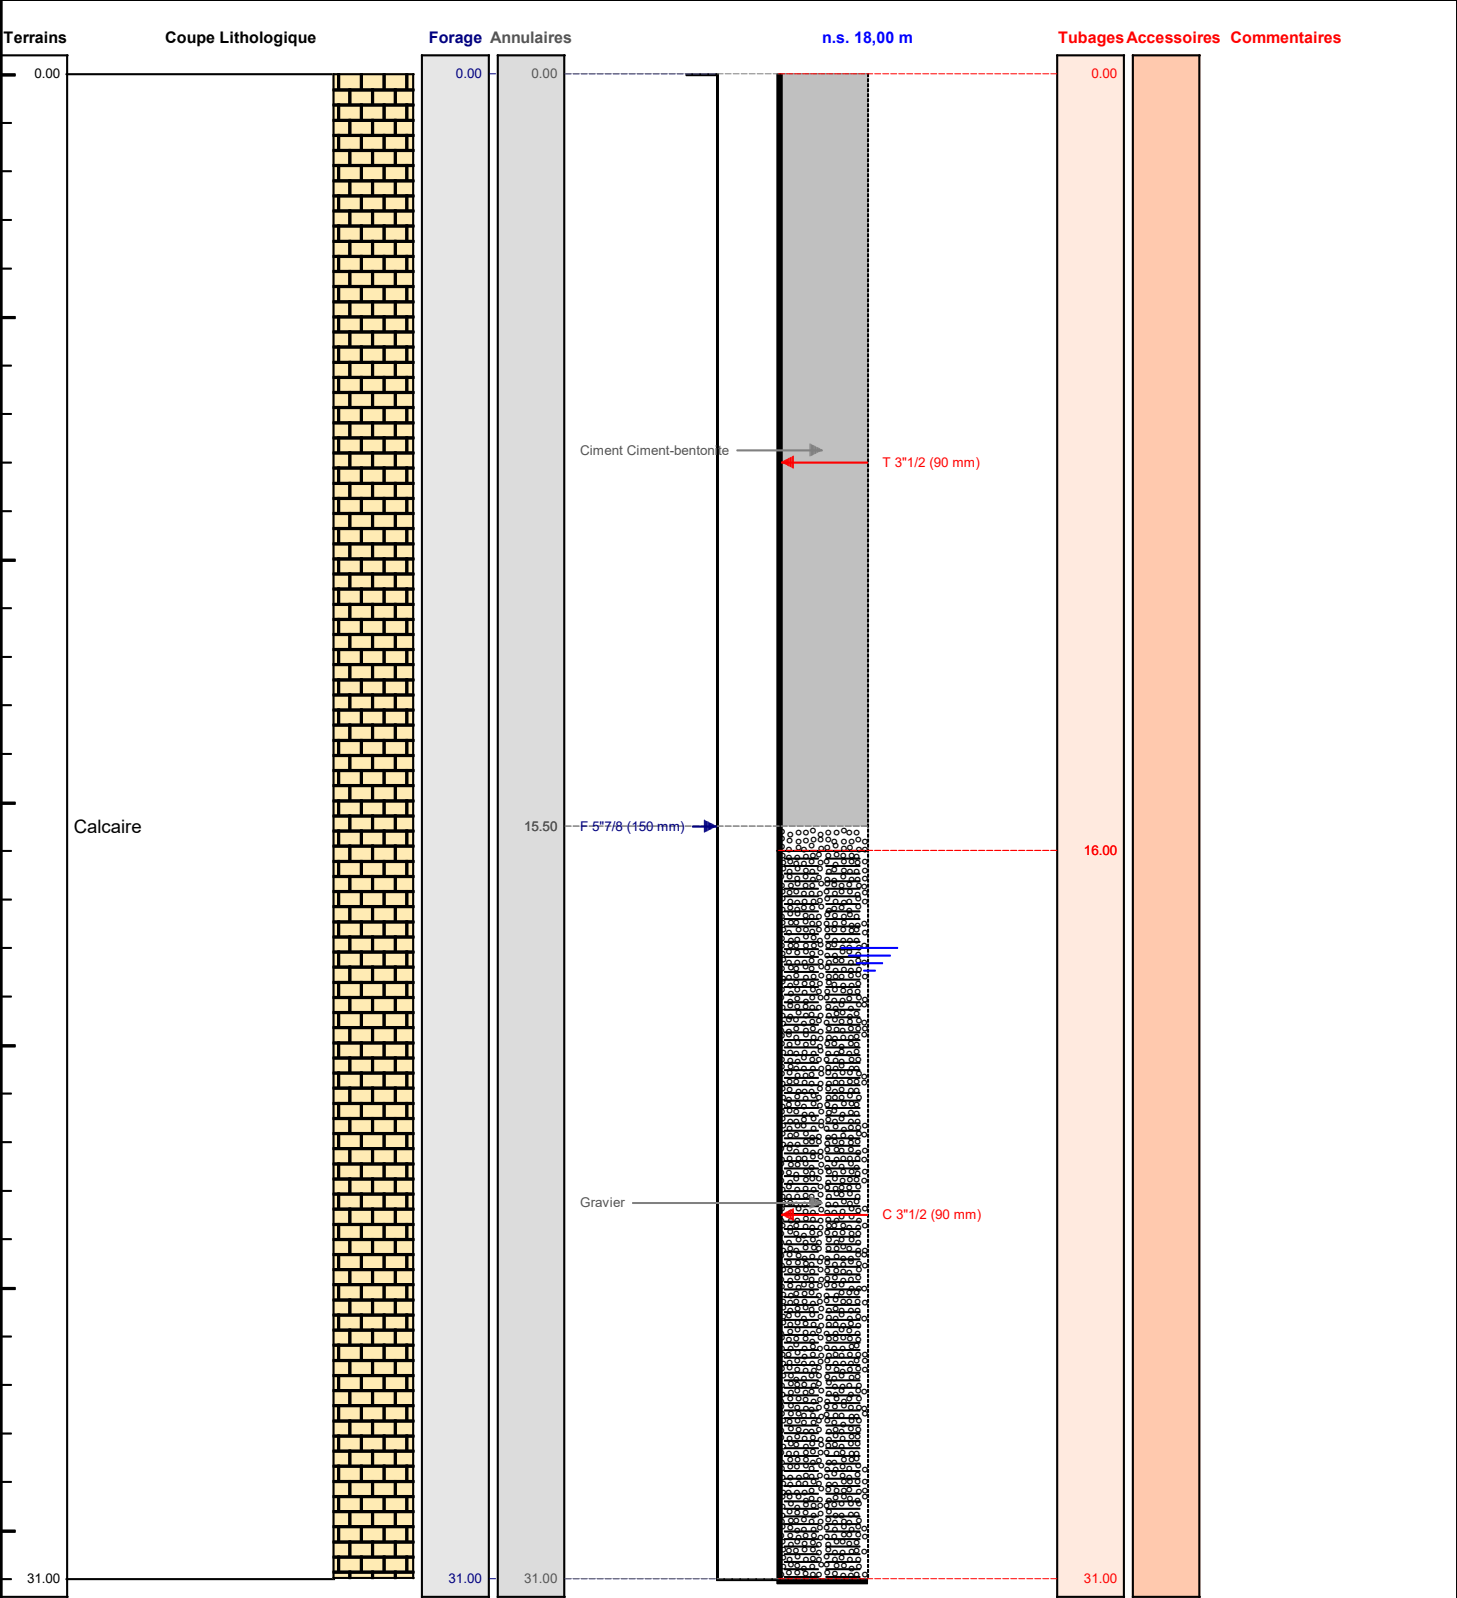 Terrains Coupe Lithologique Forage Annulaires n.s. 18,00 m Tubages Accessoires Commentaires
0.00 0.00 0.00 0.00
Ciment Ciment-bentonite
T 3"1/2 (90 mm)
Calcaire 15.50 F 5"7/8 (150 mm)
16.00
Gravier
C 3"1/2 (90 mm)
31.00 31.00 31.00 31.00